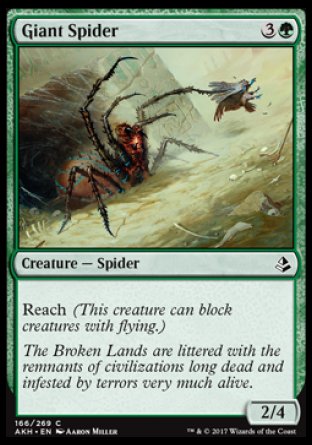 Giant Spider 3
Creature — Spider
Reach (This creature can block
creatures with flying.)
The Broken Lands are littered with the
remnants of civilizations long dead and
infested by terrors very much alive.
166/269 C
AKH • EN Aaron Miller
™ & © 2017 Wizards of the Coast
2/4